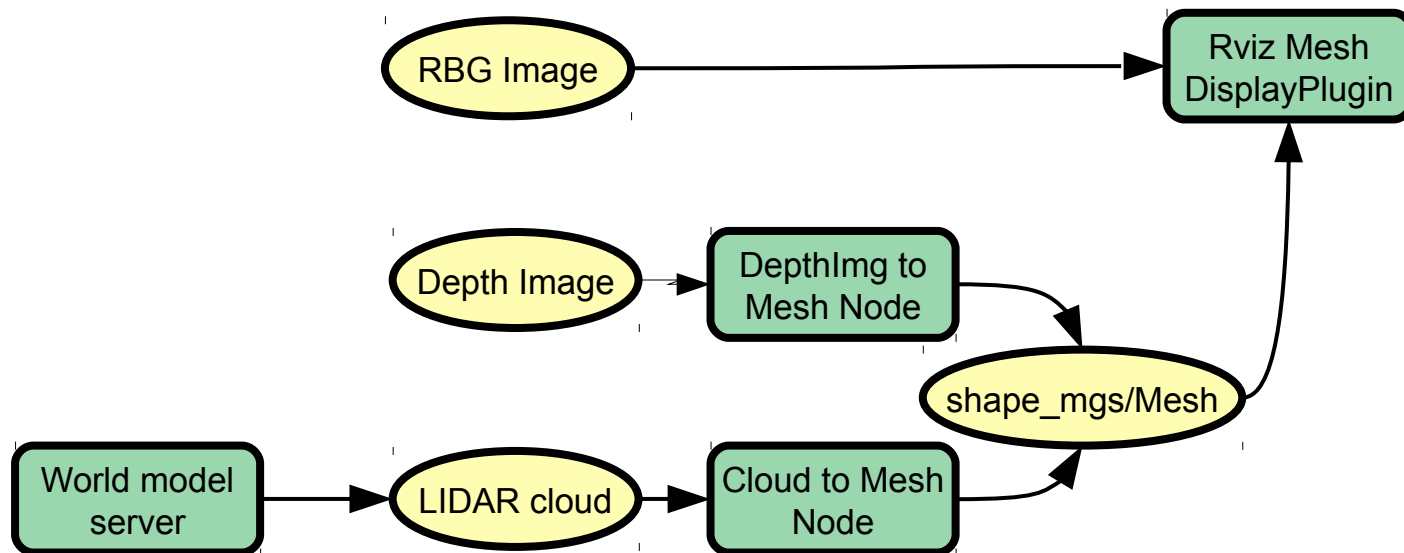 RBG Image
Rviz Mesh
DisplayPlugin
Depth Image
DepthImg to
Mesh Node
shape_mgs/Mesh
World model
server
LIDAR cloud
Cloud to Mesh
Node